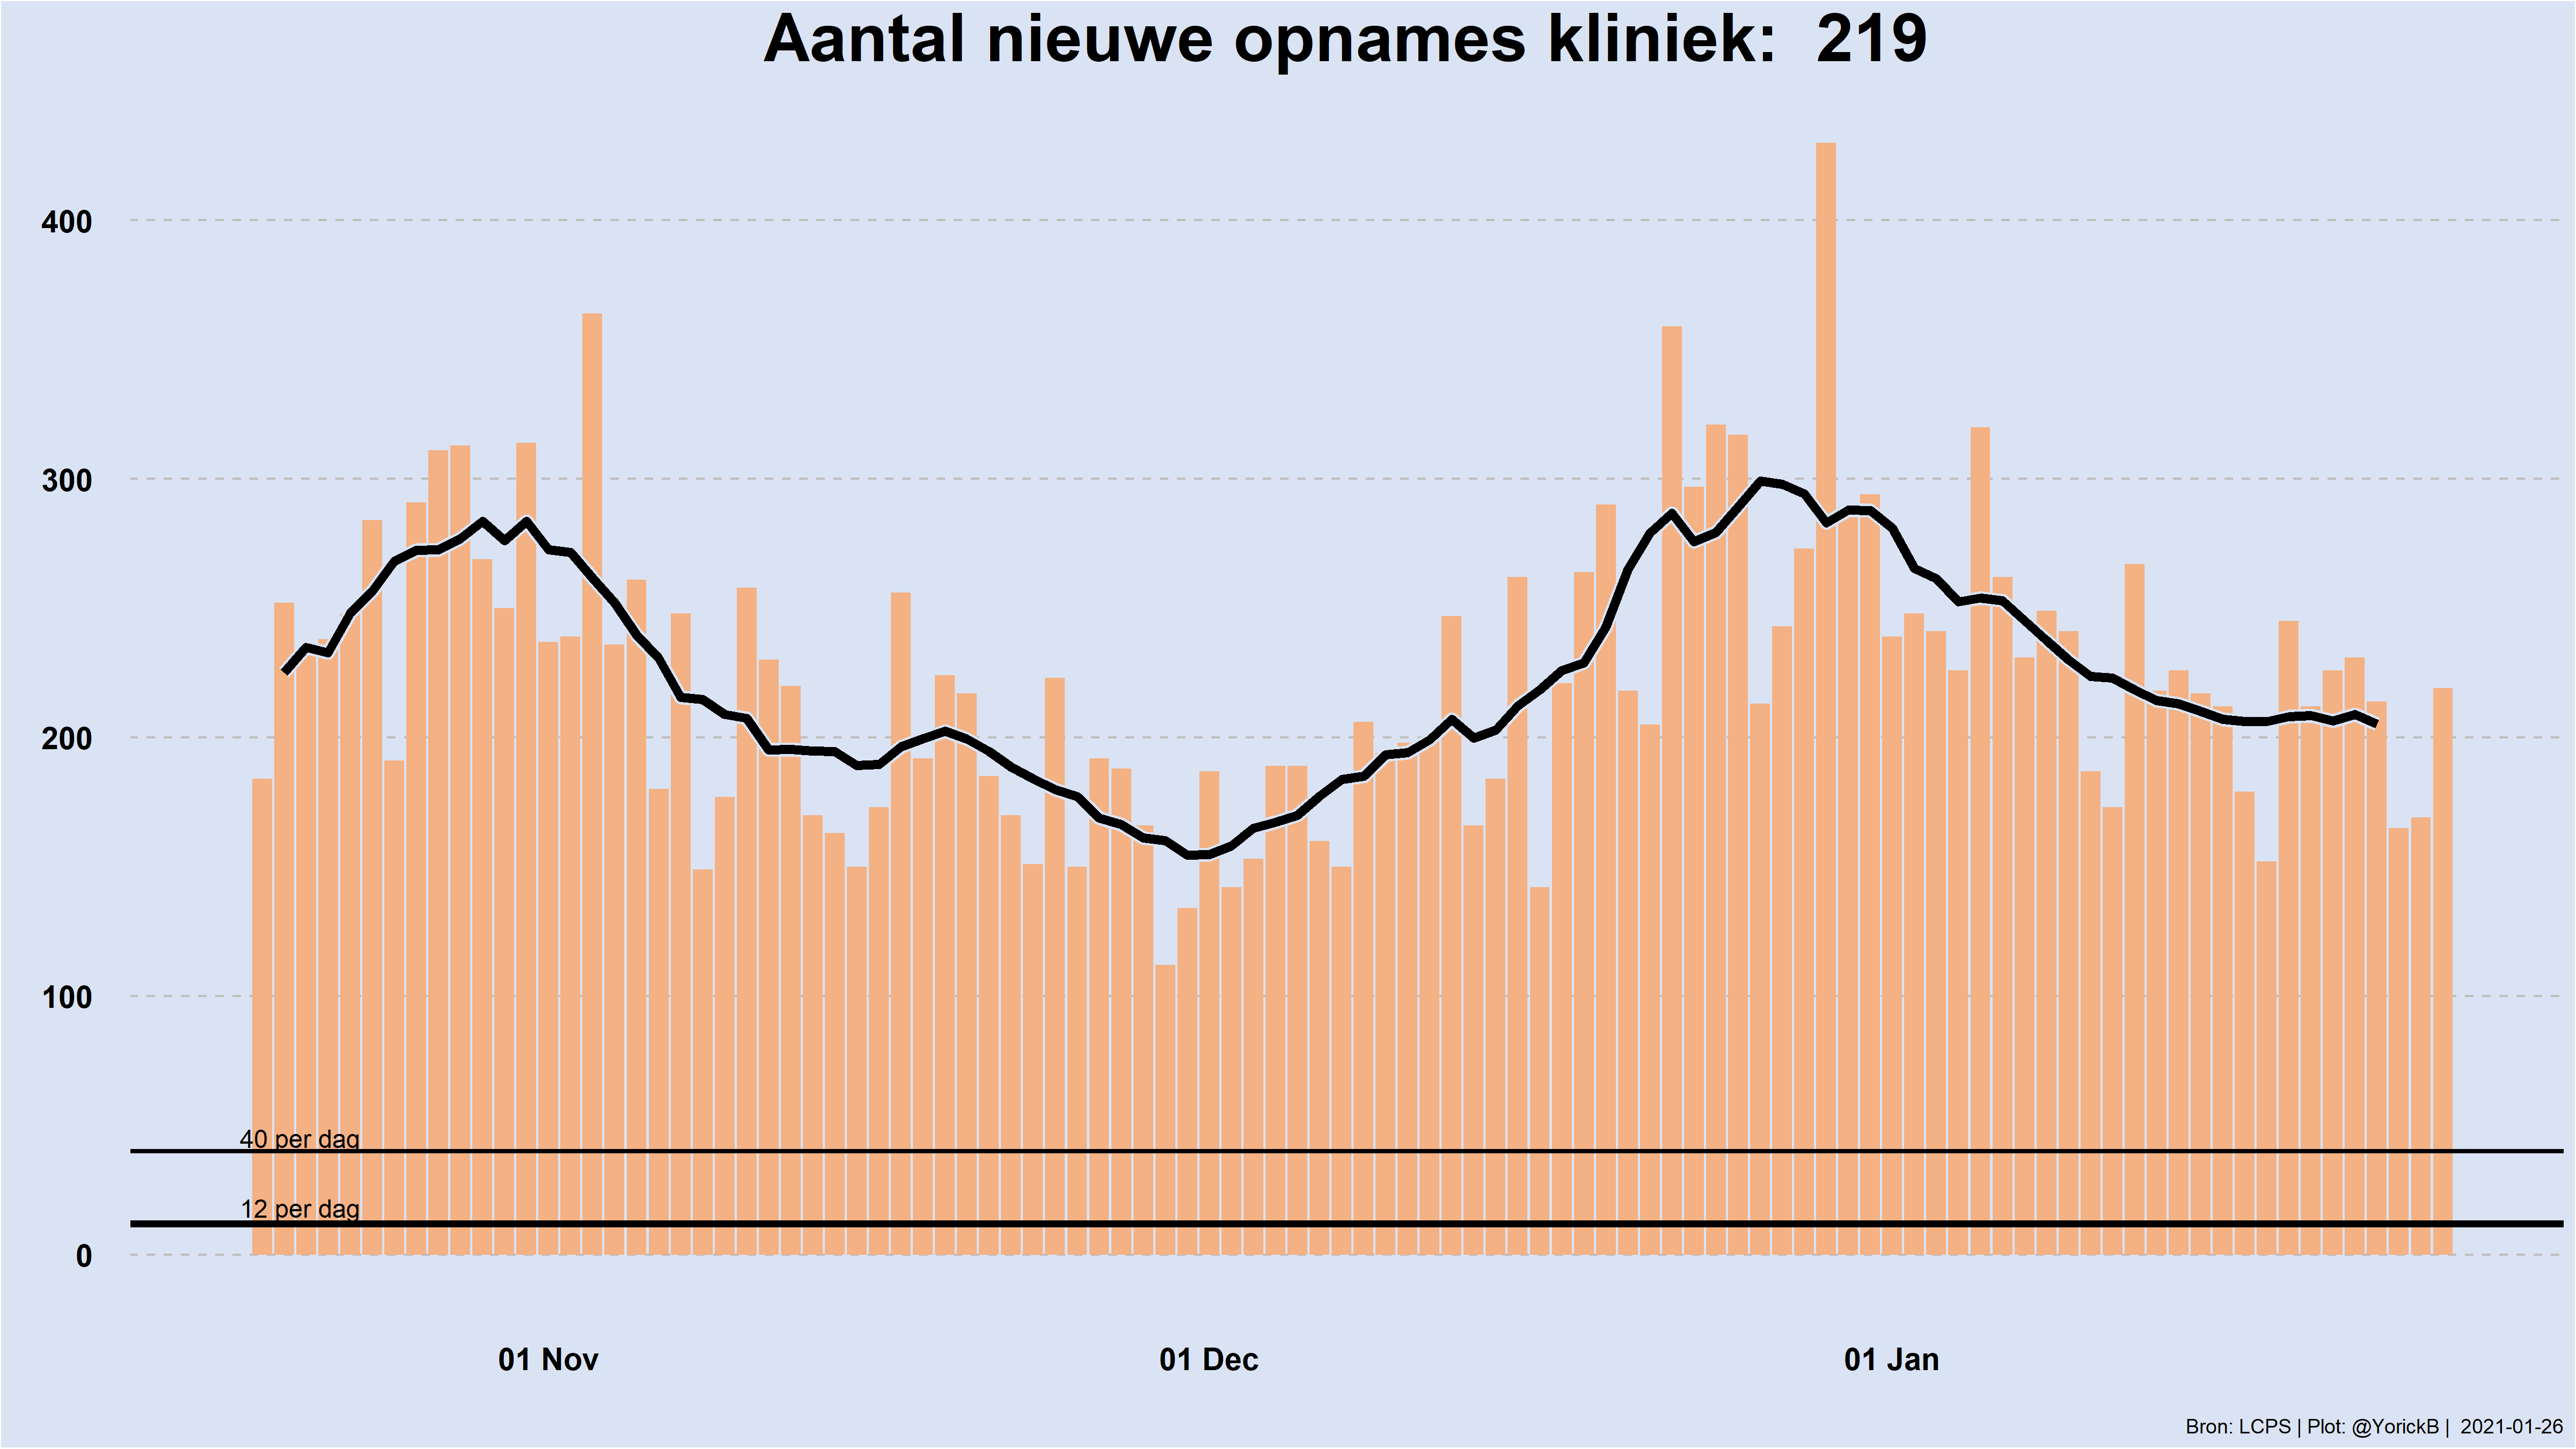 Aantal nieuwe opnames kliniek: 219
400
300
200
100
40 per dag
12 per dag
0
01 Nov
01 Dec
01 Jan
Bron: LCPS | Plot: @YorickB | 2021-01-26